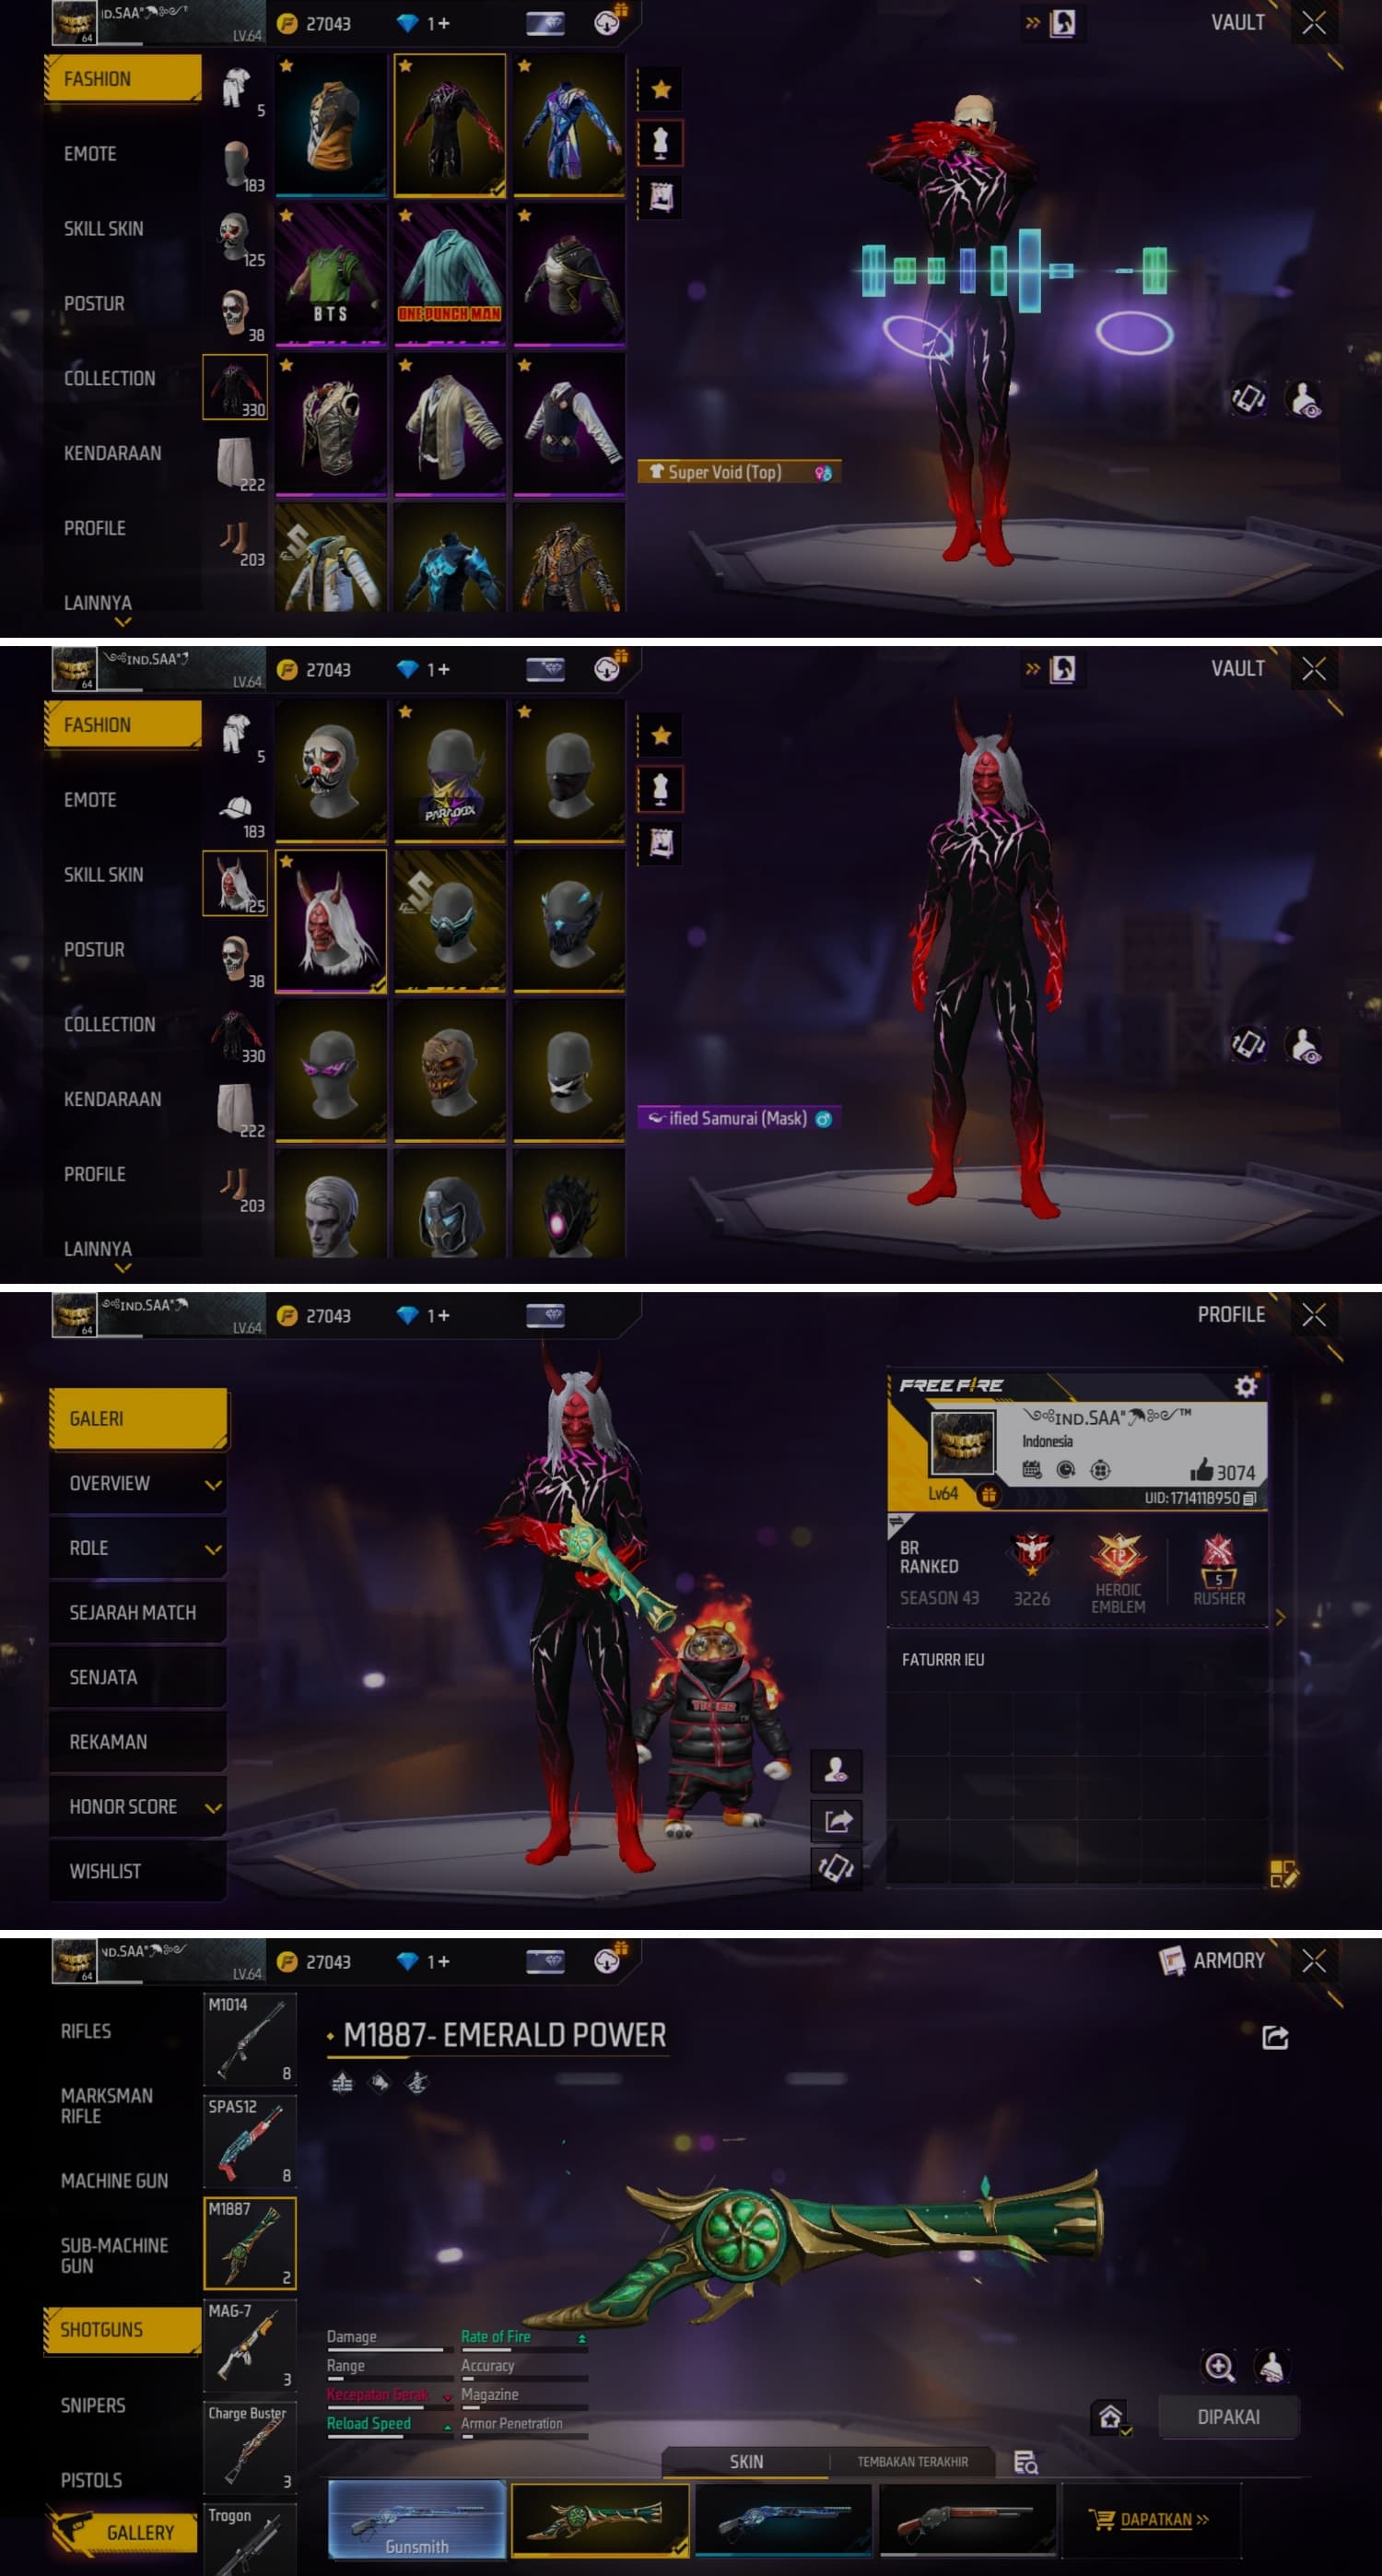 ID.SAA"
64
LV.64
27043
1+
VAULT
FASHION
EMOTE
SKILL SKIN
POSTUR
COLLECTION
KENDARAAN
PROFILE
LAINNYA
5
183
125
38
330
222
203
BTS
ONE PUNCH MAN
Super Void (Top)
IND.SAA"
64
LV.64
27043
1+
VAULT
FASHION
EMOTE
SKILL SKIN
POSTUR
COLLECTION
KENDARAAN
PROFILE
LAINNYA
5
183
125
38
330
222
203
PARADOX
ified Samurai (Mask)
IND.SAA"
64
LV.64
27043
1+
PROFILE
GALERI
OVERVIEW
ROLE
SEJARAH MATCH
SENJATA
REKAMAN
HONOR SCORE
WISHLIST
TIGER
FREE FIRE
IND.SAA" ™
Indonesia
3074
Lv64
UID:1714118950
BR RANKED
SEASON 43
3226
HEROIC EMBLEM
5
RUSHER
FATURRR IEU
ND.SAA"
64
LV.64
27043
1+
ARMORY
RIFLES
MARKSMAN RIFLE
MACHINE GUN
SUB-MACHINE GUN
SHOTGUNS
SNIPERS
PISTOLS
GALLERY
M1014
8
SPAS12
8
M1887
2
MAG-7
3
Charge Buster
3
Trogon
M1887- EMERALD POWER
Damage
Rate of Fire
Range
Accuracy
Kecepatan Gerak
Magazine
Reload Speed
Armor Penetration
DIPAKAI
SKIN
TEMBAKAN TERAKHIR
Gunsmith
DAPATKAN >>